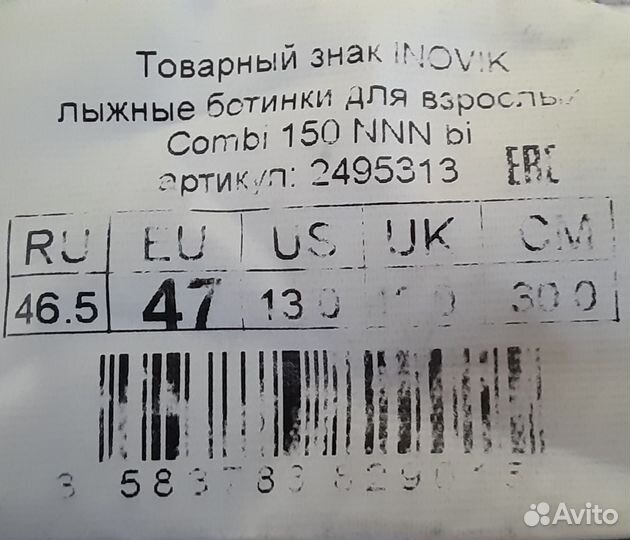 Товарный знак INOVIK
лыжные ботинки для взрослых
Combi 150 NNN bi
артикул: 2495313 EAC
RU EU US UK CM
46.5 47 13.0 30.0
Avito